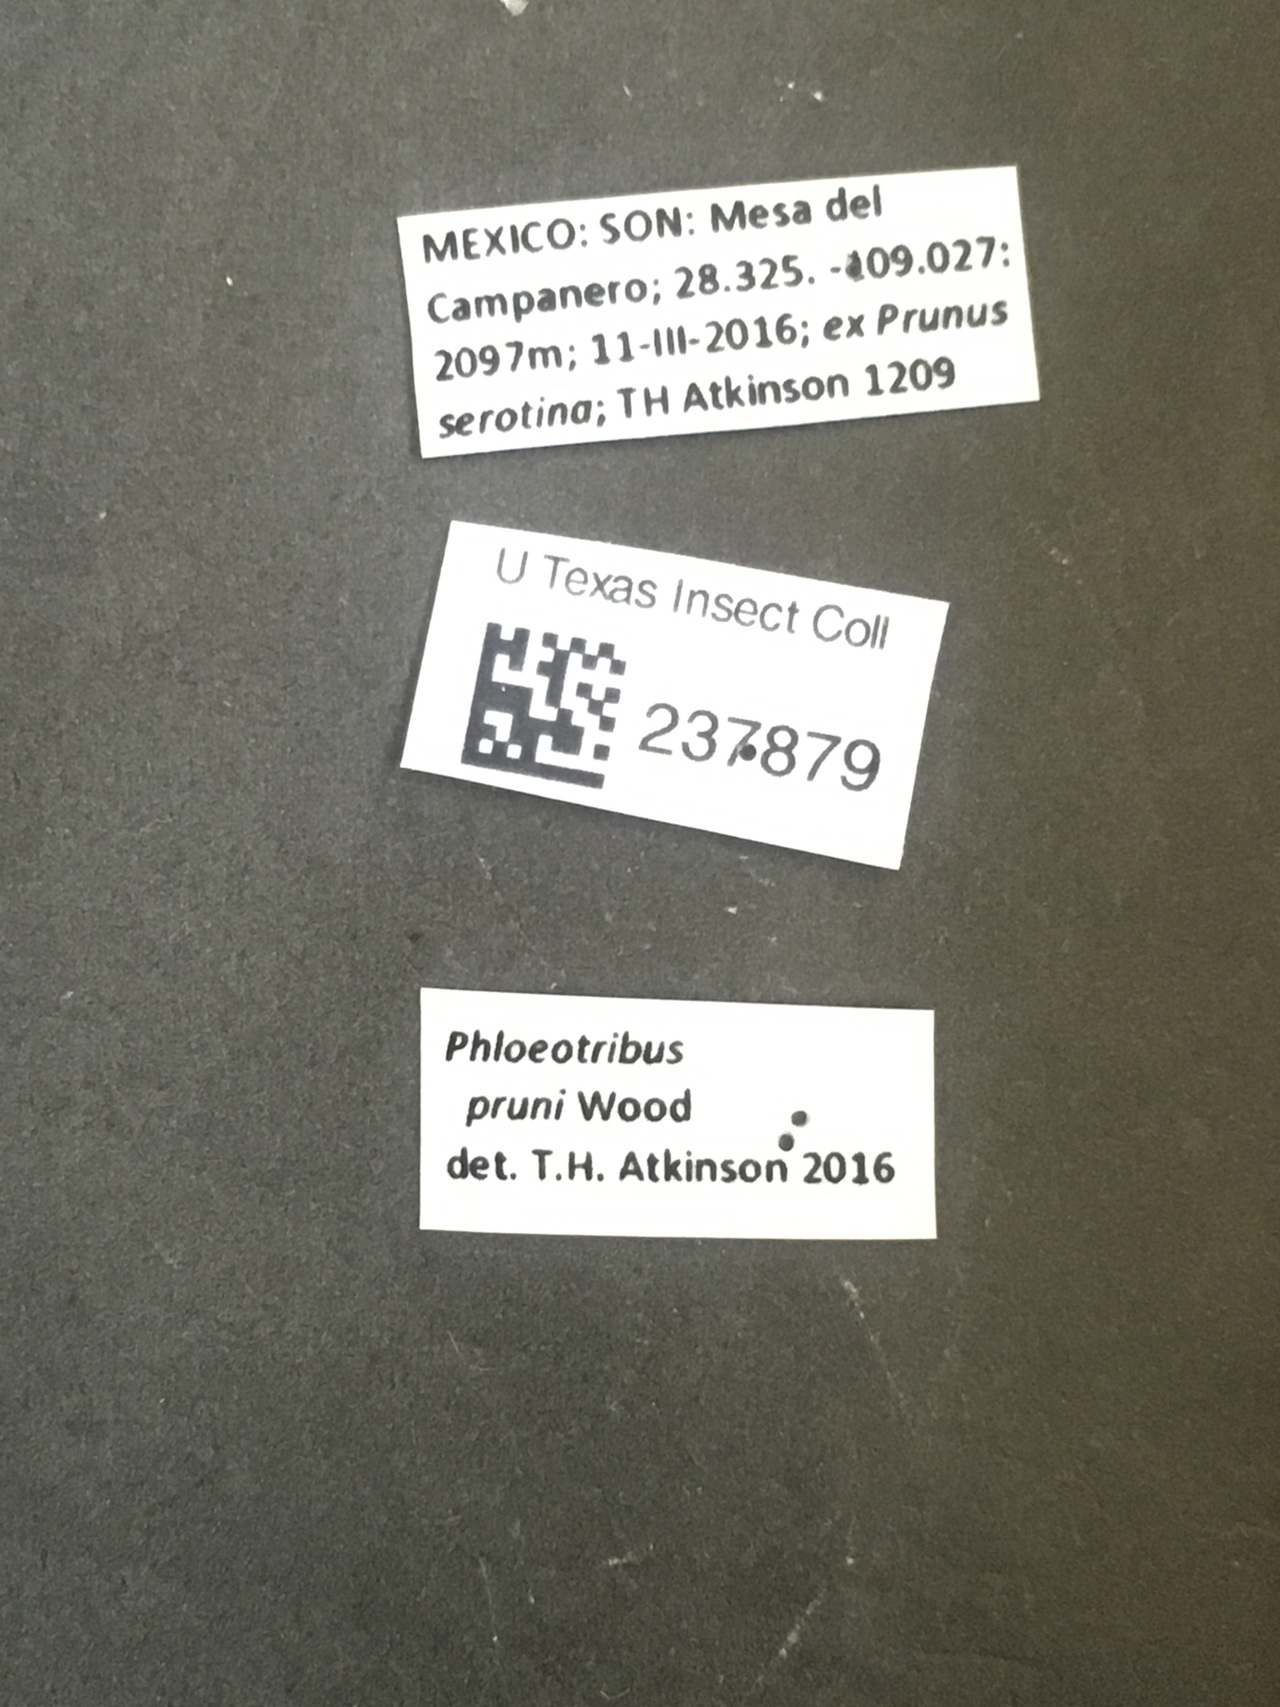 MEXICO: SON: Mesa del
Campanero; 28.325. -109.027:
2097m; 11-III-2016; ex Prunus
serotina; TH Atkinson 1209
U Texas Insect Coll
237879
Phloeotribus
pruni Wood
det. T.H. Atkinson 2016